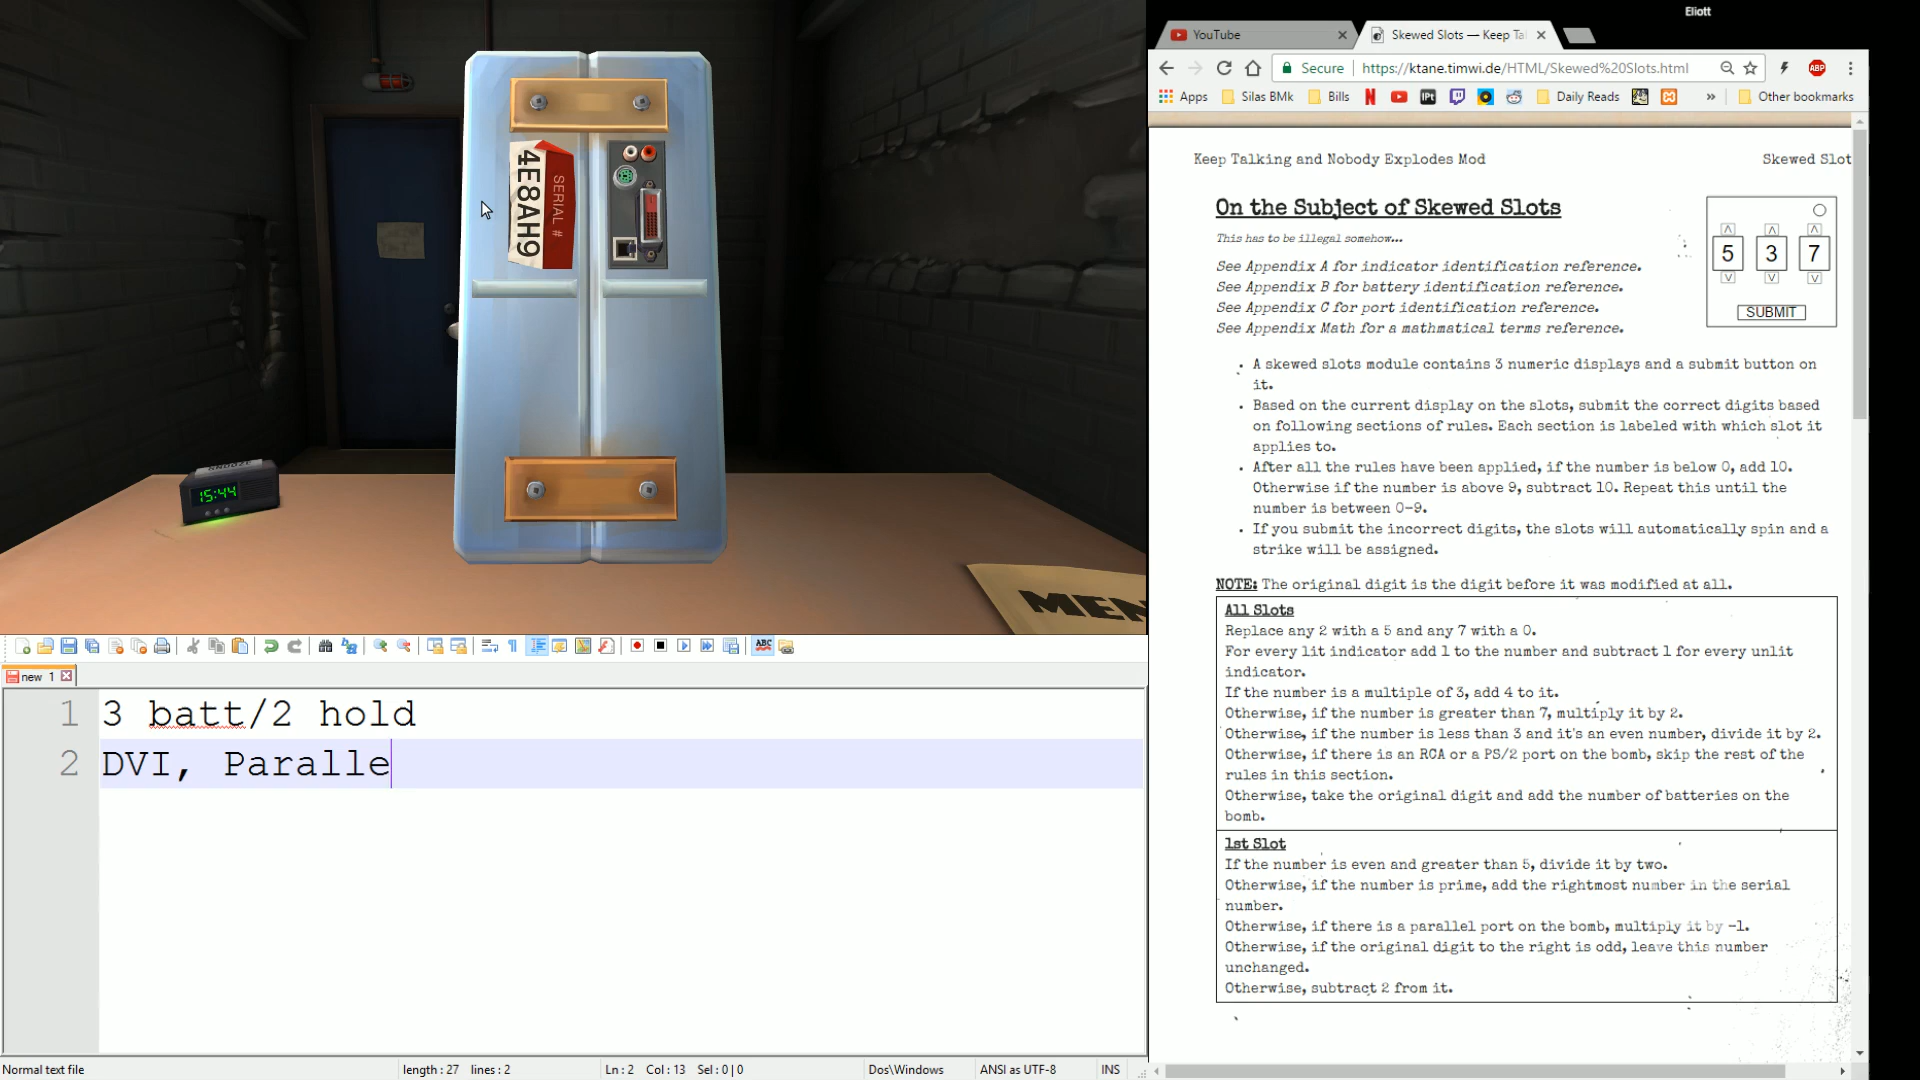 4E8AH9
SERIAL #
SNOOZE
15:44
3 batt/2 hold
DVI, Paralle
new 1
1
2
Normal text file
length : 27 lines : 2
Ln : 2 Col : 13 Sel : 0 | 0
Dos\Windows
ANSI as UTF-8
INS
Eliott
YouTube
Skewed Slots — Keep Ta
Secure
https://ktane.timwi.de/HTML/Skewed%20Slots.html
ABP
Apps
Silas BMk
Bills
IPt
Daily Reads
Other bookmarks
Keep Talking and Nobody Explodes Mod
Skewed Slot
On the Subject of Skewed Slots
This has to be illegal somehow...
See Appendix A for indicator identification reference.
See Appendix B for battery identification reference.
See Appendix C for port identification reference.
See Appendix Math for a mathmatical terms reference.
5 3 7
SUBMIT
A skewed slots module contains 3 numeric displays and a submit button on
it.
Based on the current display on the slots, submit the correct digits based
on following sections of rules. Each section is labeled with which slot it
applies to.
After all the rules have been applied, if the number is below 0, add 10.
Otherwise if the number is above 9, subtract 10. Repeat this until the
number is between 0-9.
If you submit the incorrect digits, the slots will automatically spin and a
strike will be assigned.
NOTE: The original digit is the digit before it was modified at all.
All Slots
Replace any 2 with a 5 and any 7 with a 0.
For every lit indicator add 1 to the number and subtract 1 for every unlit
indicator.
If the number is a multiple of 3, add 4 to it.
Otherwise, if the number is greater than 7, multiply it by 2.
Otherwise, if the number is less than 3 and it's an even number, divide it by 2.
Otherwise, if there is an RCA or a PS/2 port on the bomb, skip the rest of the
rules in this section.
Otherwise, take the original digit and add the number of batteries on the
bomb.
1st Slot
If the number is even and greater than 5, divide it by two.
Otherwise, if the number is prime, add the rightmost number in the serial
number.
Otherwise, if there is a parallel port on the bomb, multiply it by -1.
Otherwise, if the original digit to the right is odd, leave this number
unchanged.
Otherwise, subtract 2 from it.